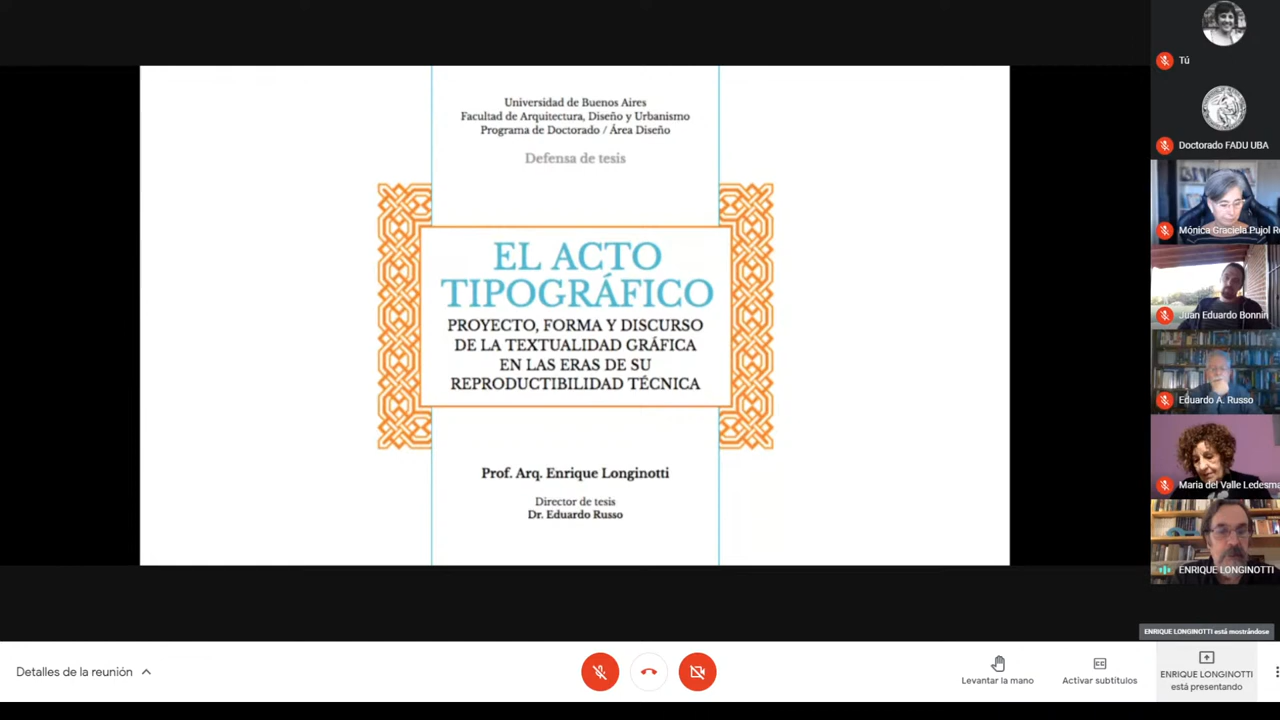 Universidad de Buenos Aires
Facultad de Arquitectura, Diseño y Urbanismo
Programa de Doctorado / Área Diseño
Defensa de tesis
EL ACTO
TIPOGRÁFICO
PROYECTO, FORMA Y DISCURSO
DE LA TEXTUALIDAD GRÁFICA
EN LAS ERAS DE SU
REPRODUCTIBILIDAD TÉCNICA
Prof. Arq. Enrique Longinotti
Director de tesis
Dr. Eduardo Russo
Tú
Doctorado FADU UBA
Mónica Graciela Pujol R
Juan Eduardo Bonnin
Eduardo A. Russo
Maria del Valle Ledesma
ENRIQUE LONGINOTTI
ENRIQUE LONGINOTTI está mostrándose
Detalles de la reunión
Levantar la mano
CC
Activar subtítulos
ENRIQUE LONGINOTTI
está presentando